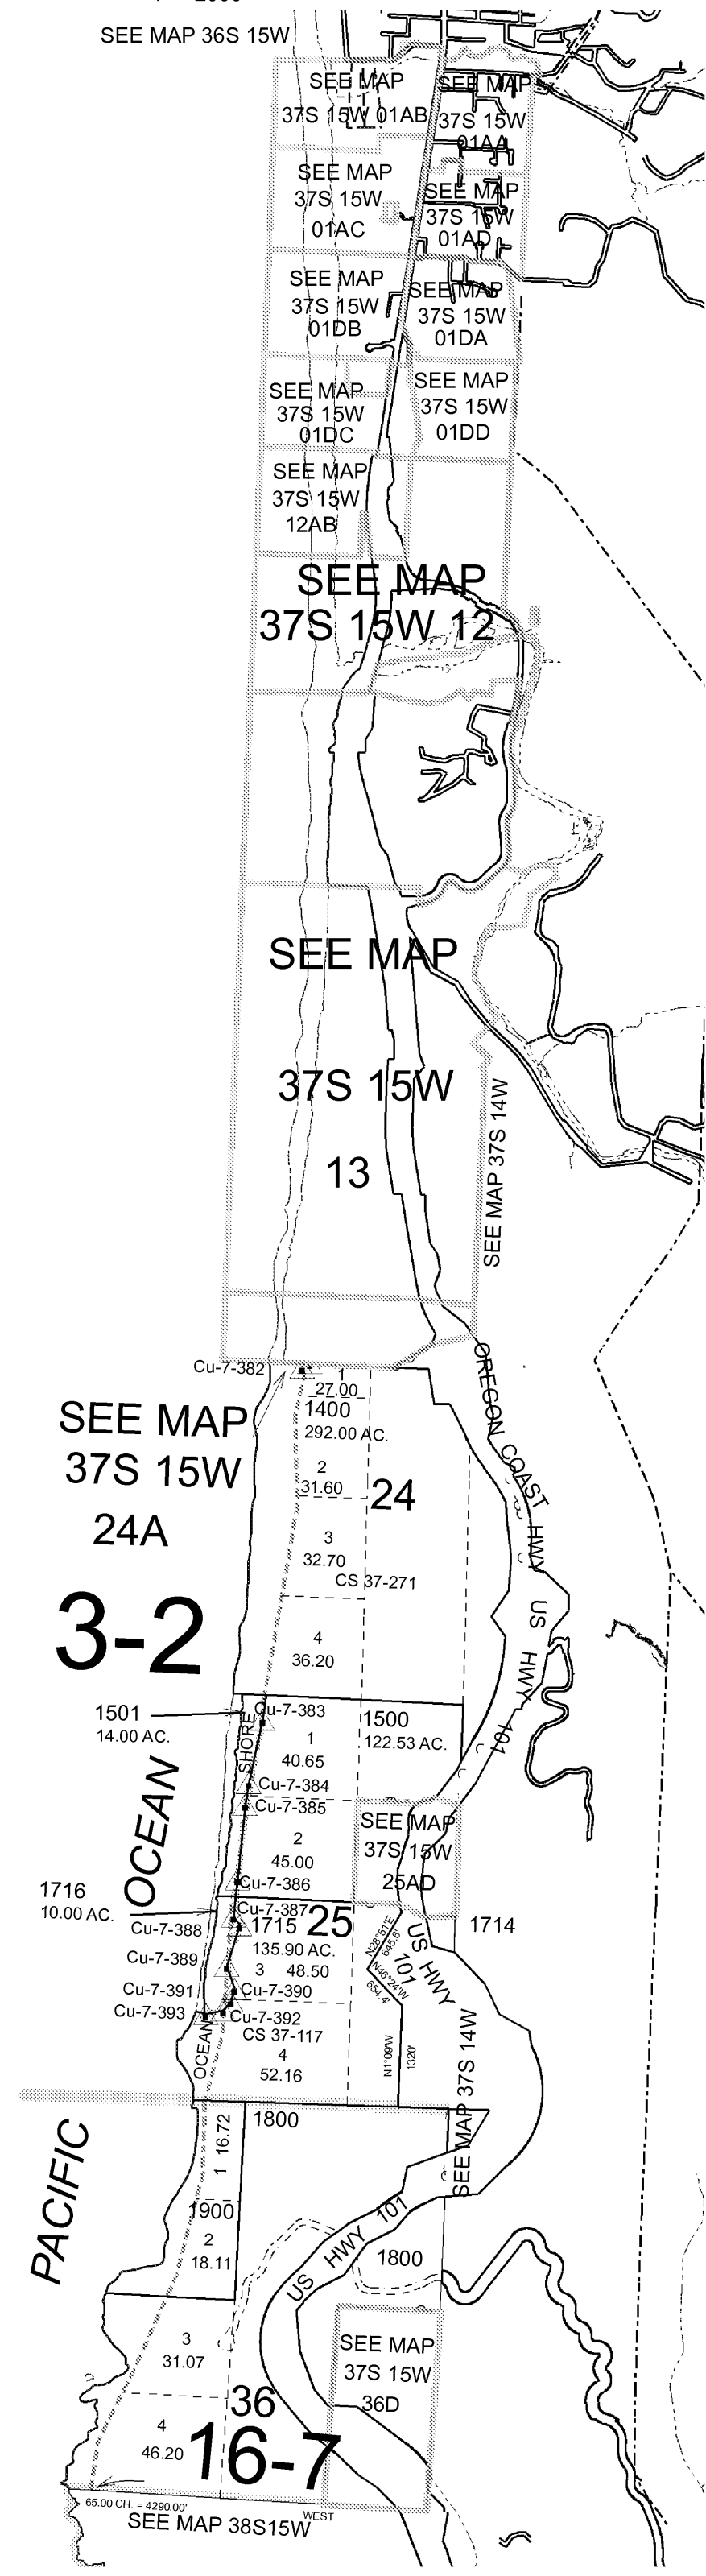 SEE MAP 36S 15W
SEE MAP
37S 15W 01AB
SEE MAP
37S 15W
01AA
SEE MAP
37S 15W
01AC
SEE MAP
37S 15W
01AD
SEE MAP
37S 15W
01DB
SEE MAP
37S 15W
01DA
SEE MAP
37S 15W
01DC
SEE MAP
37S 15W
01DD
SEE MAP
37S 15W
12AB
SEE MAP
37S 15W 12
SEE MAP
37S 15W
13
SEE MAP 37S 14W
Cu-7-382
1
27.00
1400
292.00 AC.
SEE MAP
37S 15W
24A
OREGON COAST HWY
2
31.60
24
3
32.70
CS 37-271
3-2
4
36.20
US HWY 101
1501
14.00 AC.
Cu-7-383
SHORE
1500
122.53 AC.
1
40.65
Cu-7-384
Cu-7-385
OCEAN
SEE MAP
37S 15W
25AD
2
45.00
Cu-7-386
1716
10.00 AC.
Cu-7-387
Cu-7-388
1715
25
135.90 AC.
1714
N28°51'E
645.6'
US HWY
101
Cu-7-389
3 48.50
N46°24'W
654.4'
Cu-7-391
Cu-7-390
Cu-7-393
Cu-7-392
CS 37-117
OCEAN
4
52.16
N1°09'W
1320'
SEE MAP 37S 14W
PACIFIC
1800
1 16.72
1900
2
18.11
US HWY 101
1800
3
31.07
SEE MAP
37S 15W
36D
36
4
46.20
16-7
65.00 CH. = 4290.00'
WEST
SEE MAP 38S15W